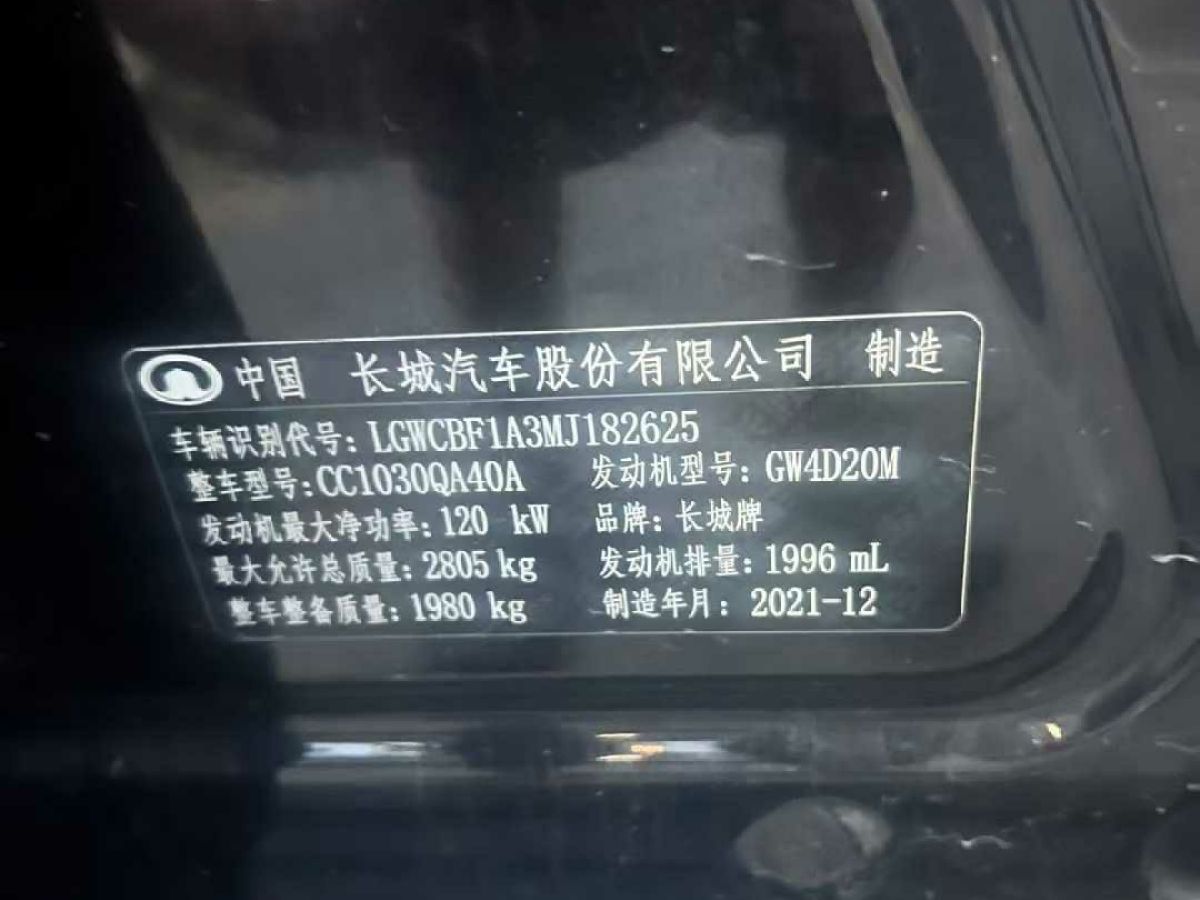 中国 长城汽车股份有限公司 制造
车辆识别代号: LGWCBF1A3MJ182625
整车型号:CC1030QA40A 发动机型号: GW4D20M
发动机最大净功率: 120 kW 品牌: 长城牌
最大允许总质量: 2805 kg 发动机排量: 1996 mL
整车整备质量: 1980 kg 制造年月: 2021-12